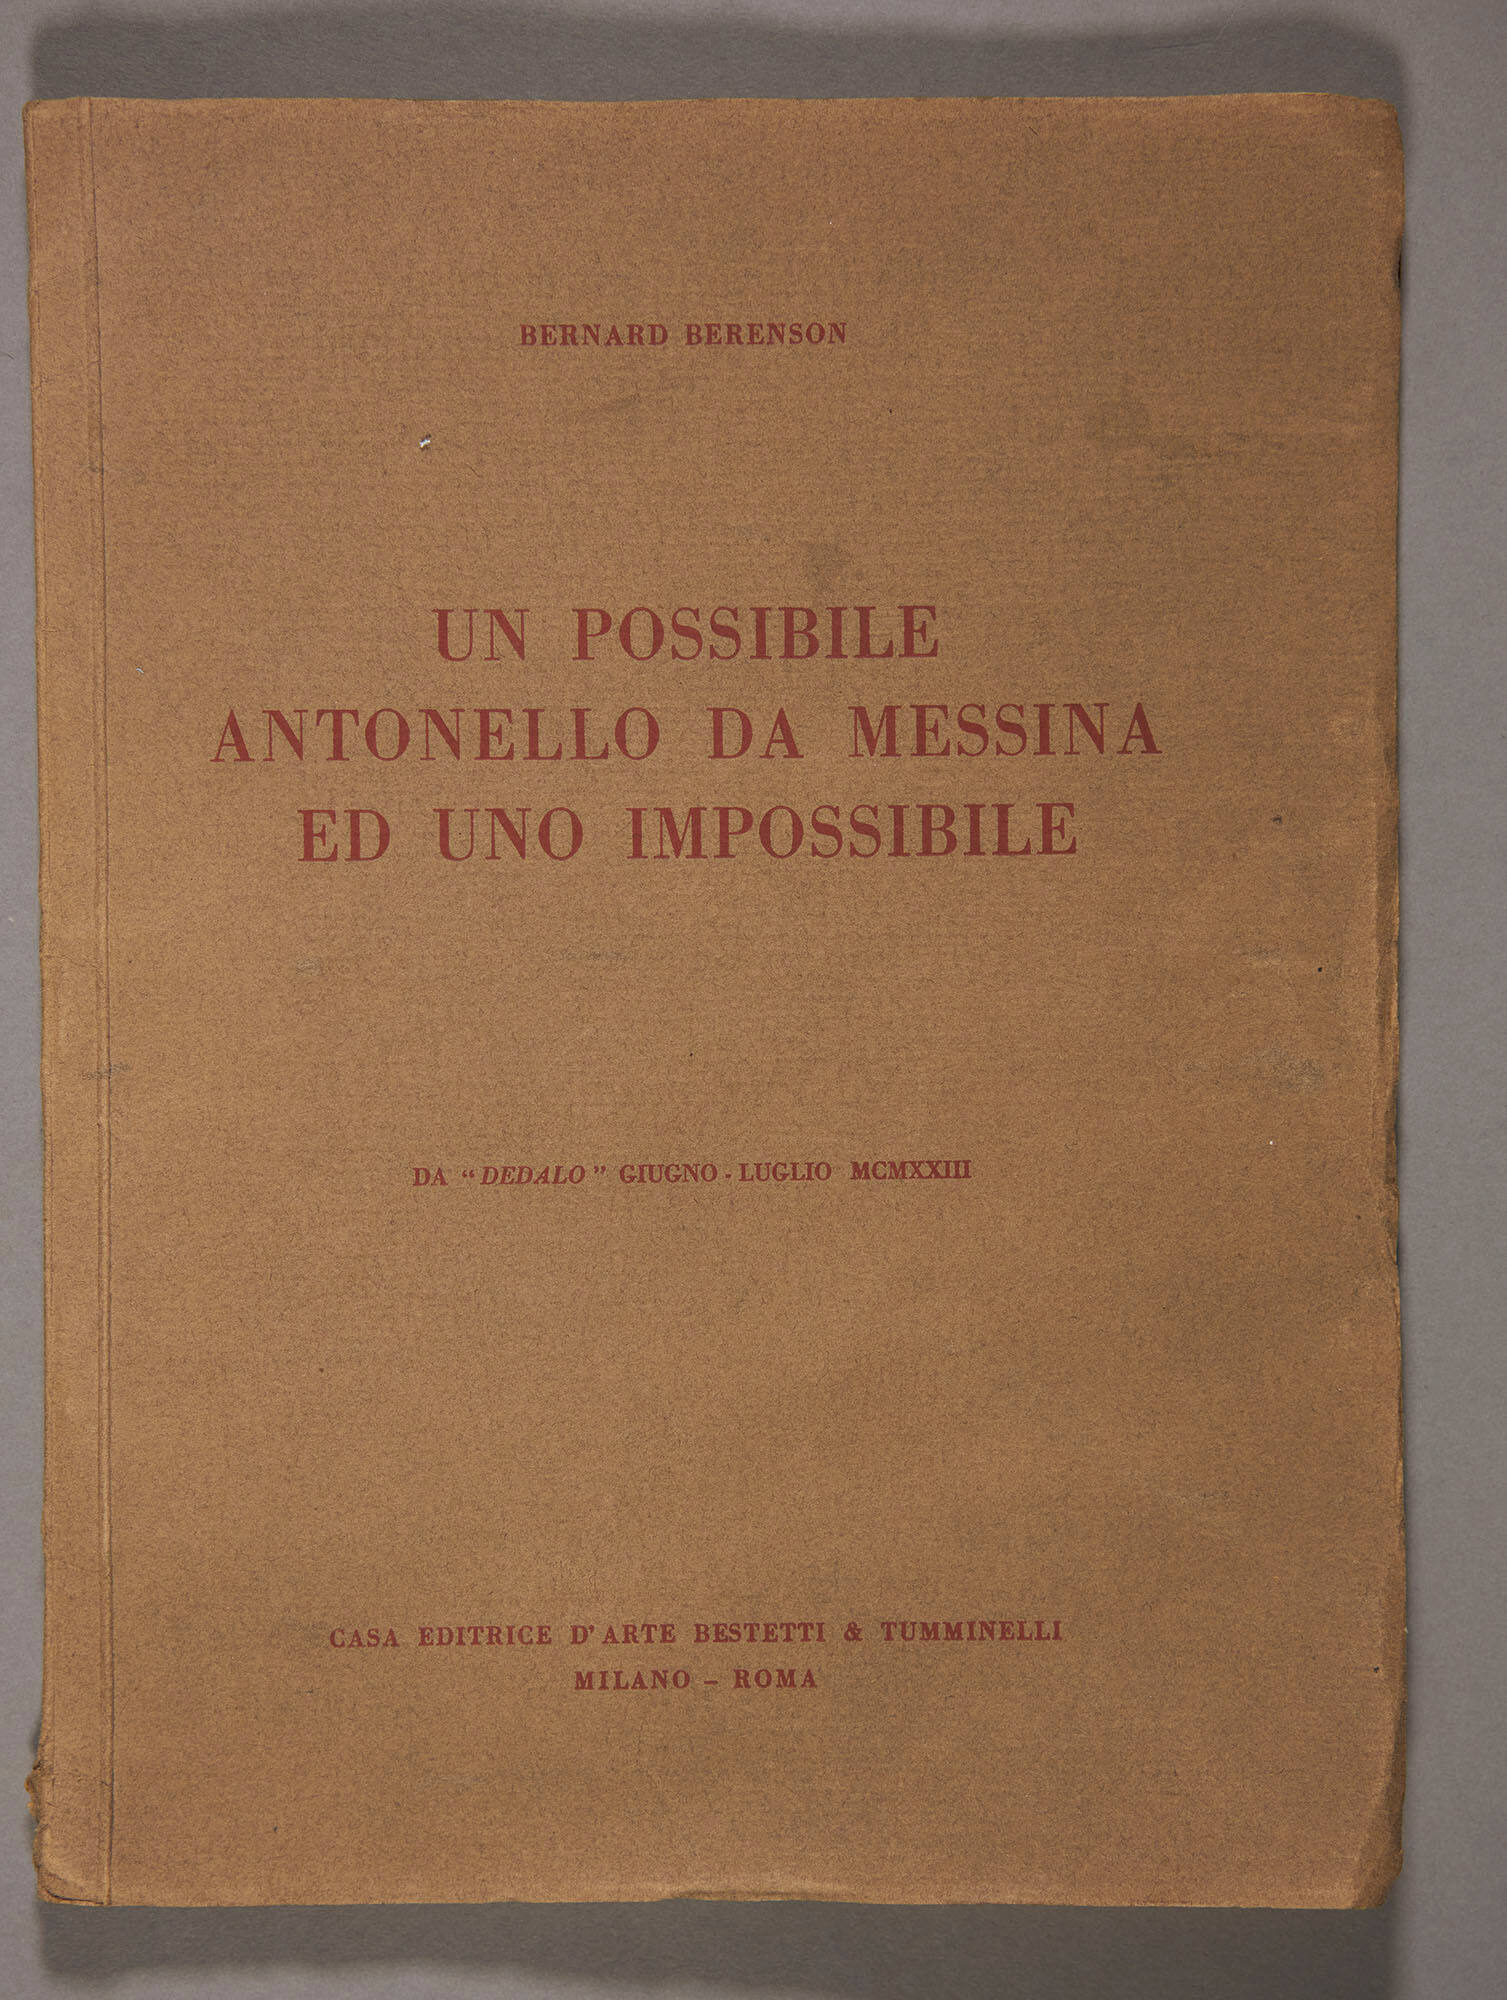 BERNARD BERENSON
UN POSSIBILE
ANTONELLO DA MESSINA
ED UNO IMPOSSIBILE
DA “DEDALO” GIUGNO - LUGLIO MCMXXIII
CASA EDITRICE D'ARTE BESTETTI & TUMMINELLI
MILANO – ROMA